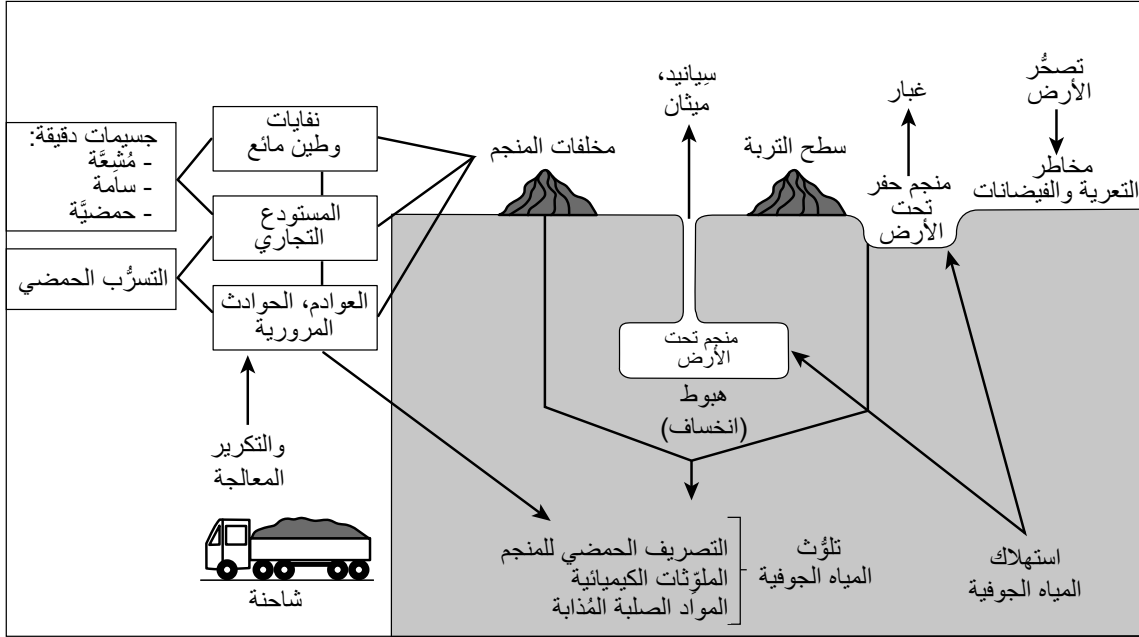 تصحُّر
الأرض
مخاطر
التعرية والفيضانات
غبار
منجم حفر
تحت
الأرض
سِيانيد،
ميثان
سطح التربة
مخلفات المنجم
نفايات
وطين مائع
المستودع
التجاري
العوادم، الحوادث
المرورية
جسيمات دقيقة:
- مُشِعَّة
- سامة
- حمضيَّة
التسرُّب الحمضي
منجم تحت
الأرض
هبوط
(انخساف)
والتكرير
المعالجة
شاحنة
التصريف الحمضي للمنجم
الملوّثات الكيميائية
المواد الصلبة المُذابة
تلوُّث
المياه الجوفية
استهلاك
المياه الجوفية